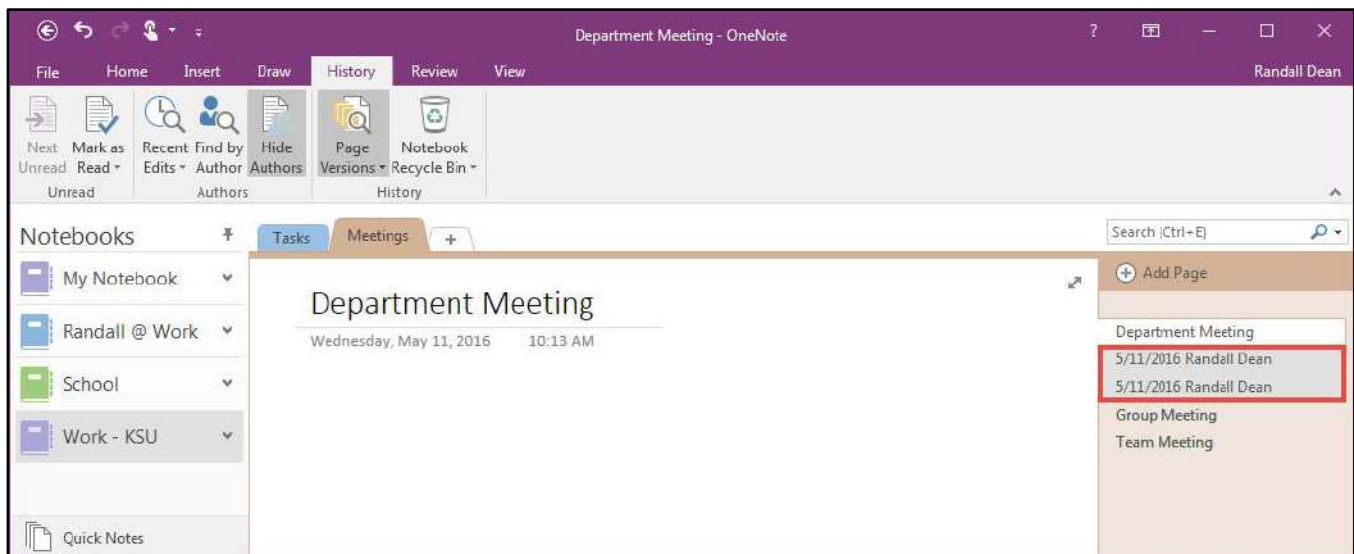 Department Meeting - OneNote
?
File Home Insert Draw History Review View Randall Dean
Next Unread
Mark as Read
Recent Edits
Find by Author
Hide Authors
Page Versions
Notebook Recycle Bin
Unread Authors History
Notebooks
My Notebook
Randall @ Work
School
Work - KSU
Quick Notes
Tasks Meetings +
Department Meeting
Wednesday, May 11, 2016 10:13 AM
Search (Ctrl+E)
Add Page
Department Meeting
5/11/2016 Randall Dean
5/11/2016 Randall Dean
Group Meeting
Team Meeting